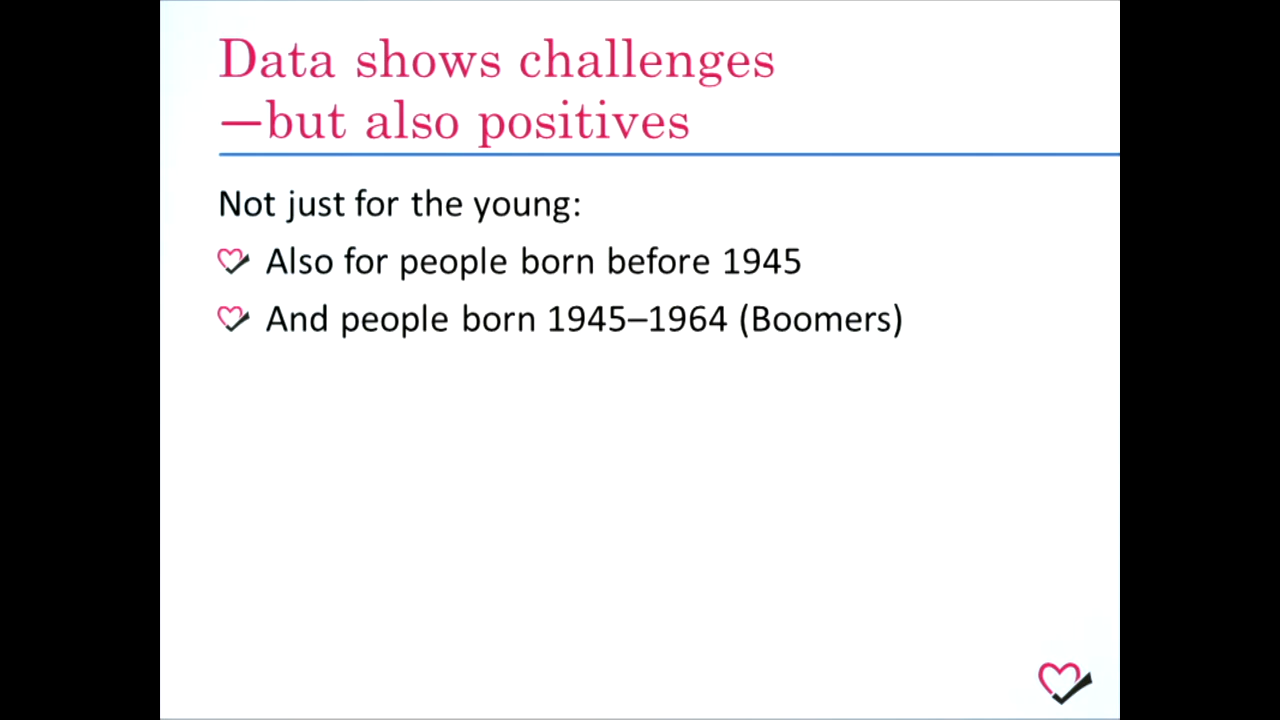 Data shows challenges
—but also positives
Not just for the young:
Also for people born before 1945
And people born 1945–1964 (Boomers)